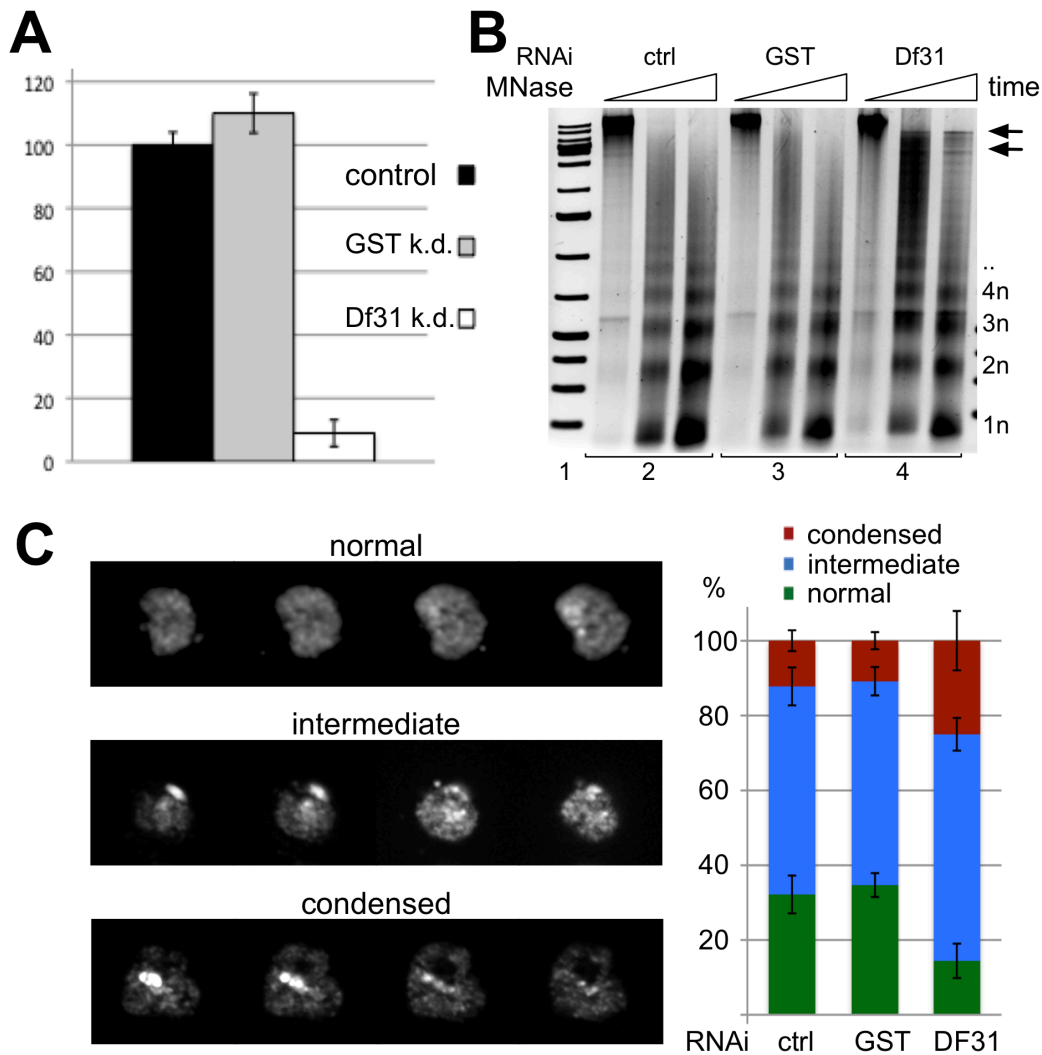 A
120
100
80
60
40
20
0
control
GST k.d.
Df31 k.d.
B
RNAi ctrl GST Df31
MNase time
..
4n
3n
2n
1n
1 2 3 4
C
normal
intermediate
condensed
condensed
intermediate
normal
%
100
80
60
40
20
RNAi ctrl GST DF31